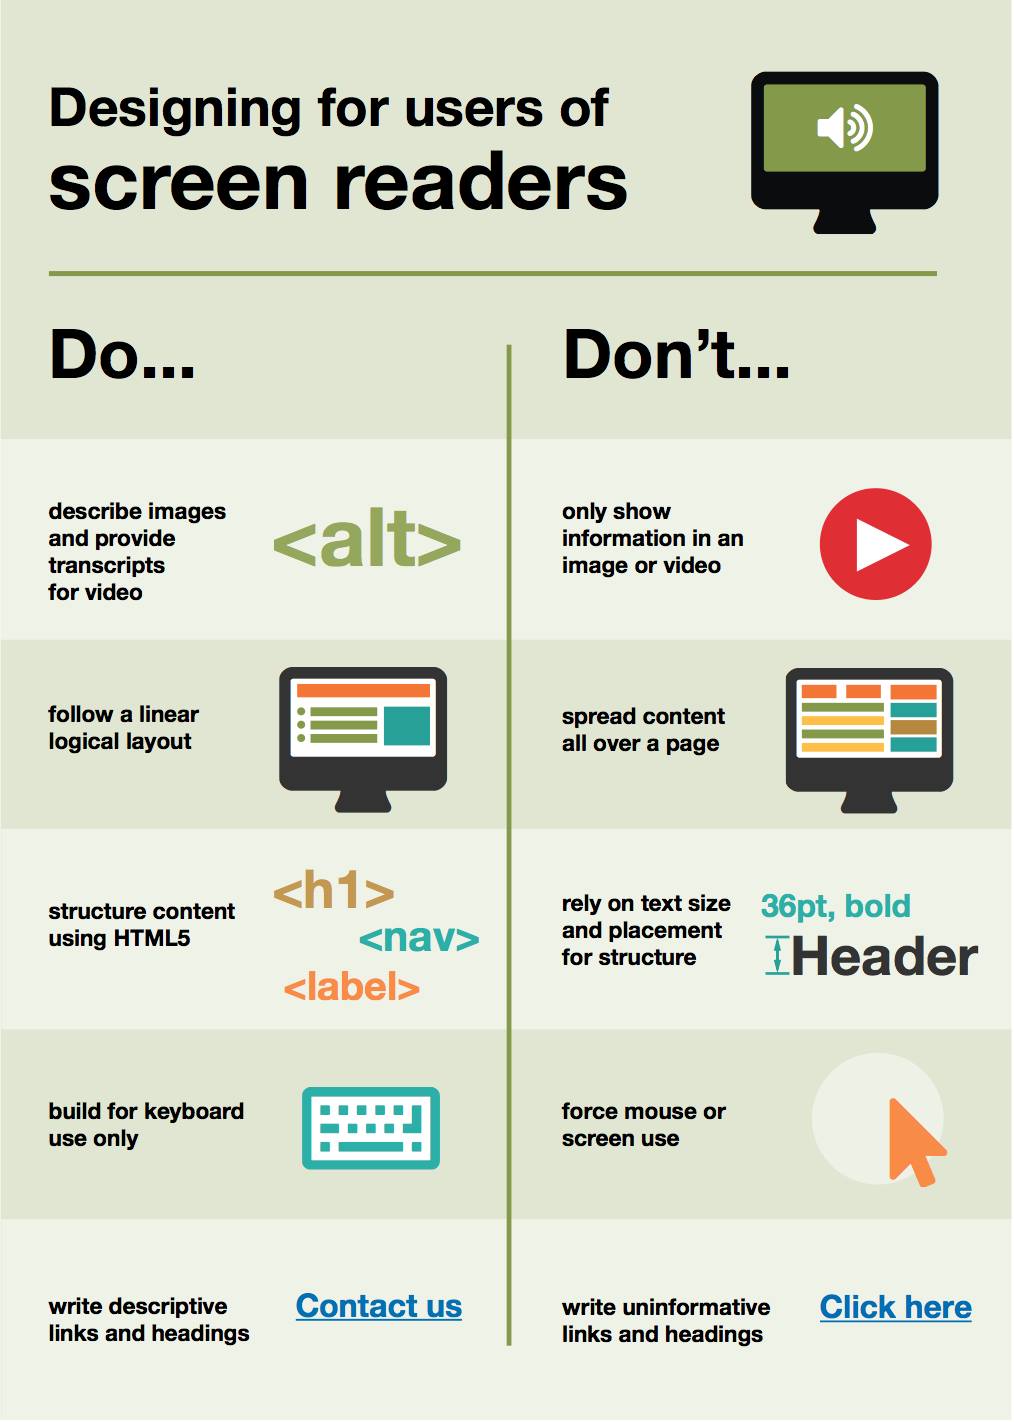 Designing for users of
screen readers
Do...
Don’t...
describe images
and provide
transcripts
for video
<alt>
only show
information in an
image or video
follow a linear
logical layout
spread content
all over a page
structure content
using HTML5
<h1>
<nav>
<label>
rely on text size
and placement
for structure
36pt, bold
Header
build for keyboard
use only
force mouse or
screen use
write descriptive
links and headings
Contact us
write uninformative
links and headings
Click here